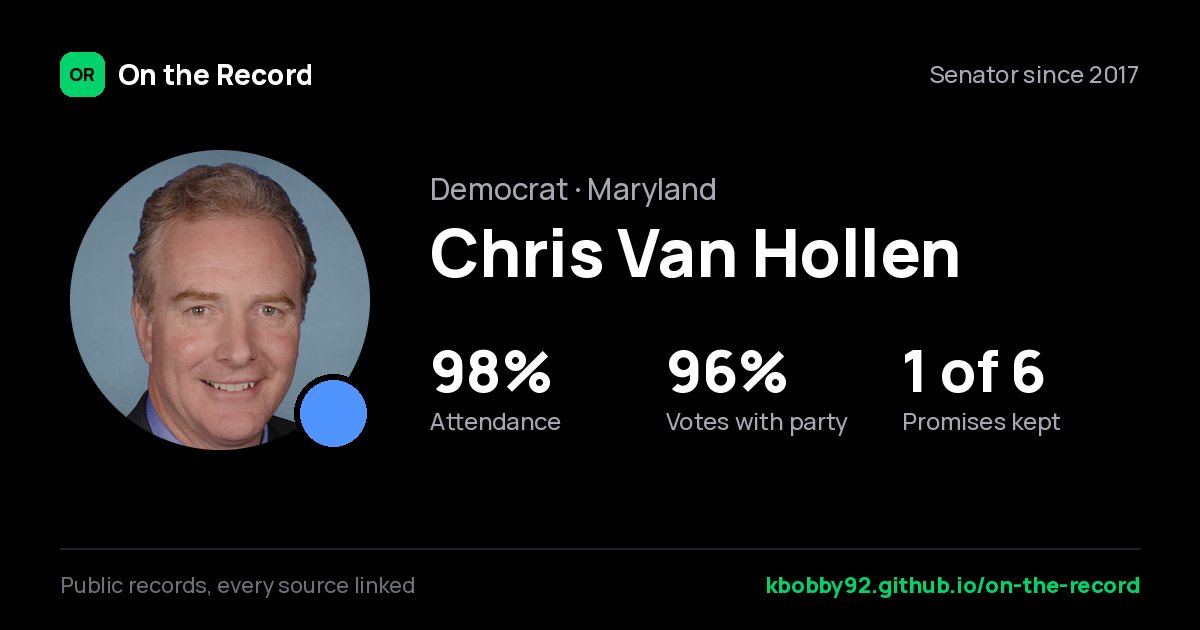 OR On the Record
Senator since 2017
Democrat · Maryland
Chris Van Hollen
98% 96% 1 of 6
Attendance Votes with party Promises kept
Public records, every source linked
kbobby92.github.io/on-the-record